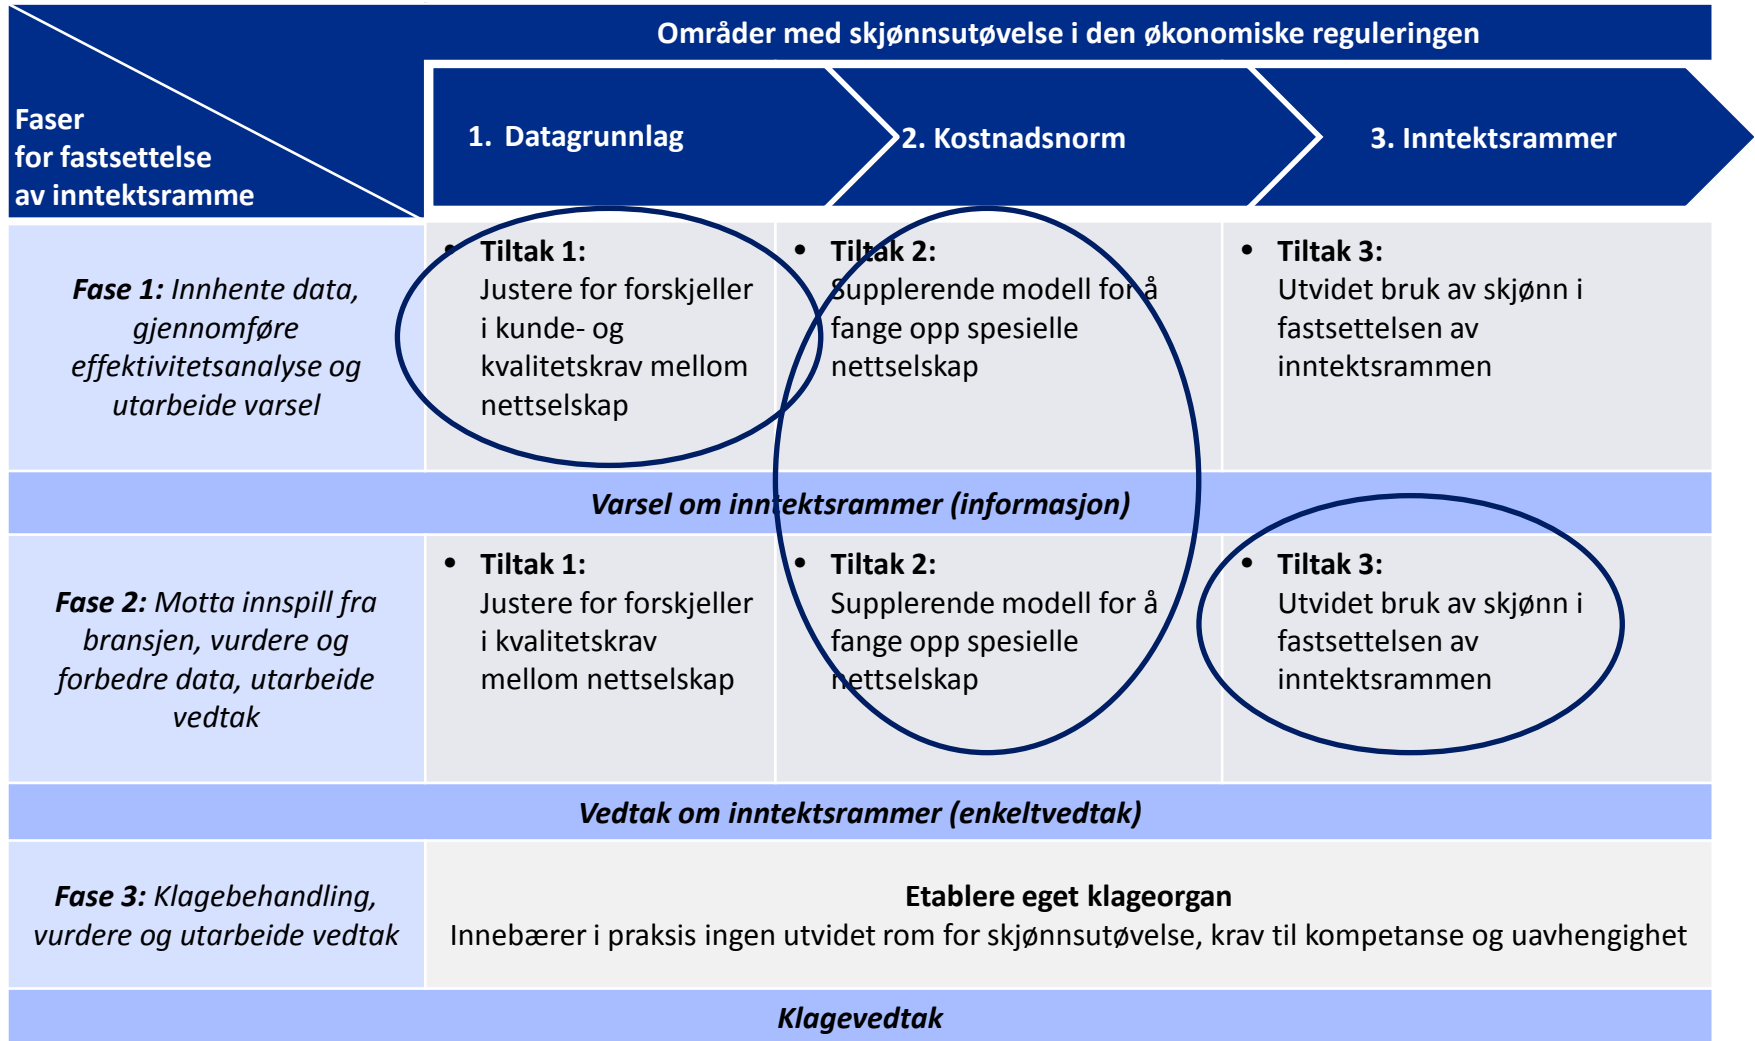 Områder med skjønnsutøvelse i den økonomiske reguleringen
Faser
for fastsettelse
av inntektsramme
1. Datagrunnlag
2. Kostnadsnorm
3. Inntektsrammer
Fase 1: Innhente data,
gjennomføre
effektivitetsanalyse og
utarbeide varsel
• Tiltak 1:
Justere for forskjeller
i kunde- og
kvalitetskrav mellom
nettselskap
• Tiltak 2:
Supplerende modell for å
fange opp spesielle
nettselskap
• Tiltak 3:
Utvidet bruk av skjønn i
fastsettelsen av
inntektsrammen
Varsel om inntektsrammer (informasjon)
Fase 2: Motta innspill fra
bransjen, vurdere og
forbedre data, utarbeide
vedtak
• Tiltak 1:
Justere for forskjeller
i kvalitetskrav
mellom nettselskap
• Tiltak 2:
Supplerende modell for å
fange opp spesielle
nettselskap
• Tiltak 3:
Utvidet bruk av skjønn i
fastsettelsen av
inntektsrammen
Vedtak om inntektsrammer (enkeltvedtak)
Fase 3: Klagebehandling,
vurdere og utarbeide vedtak
Etablere eget klageorgan
Innebærer i praksis ingen utvidet rom for skjønnsutøvelse, krav til kompetanse og uavhengighet
Klagevedtak